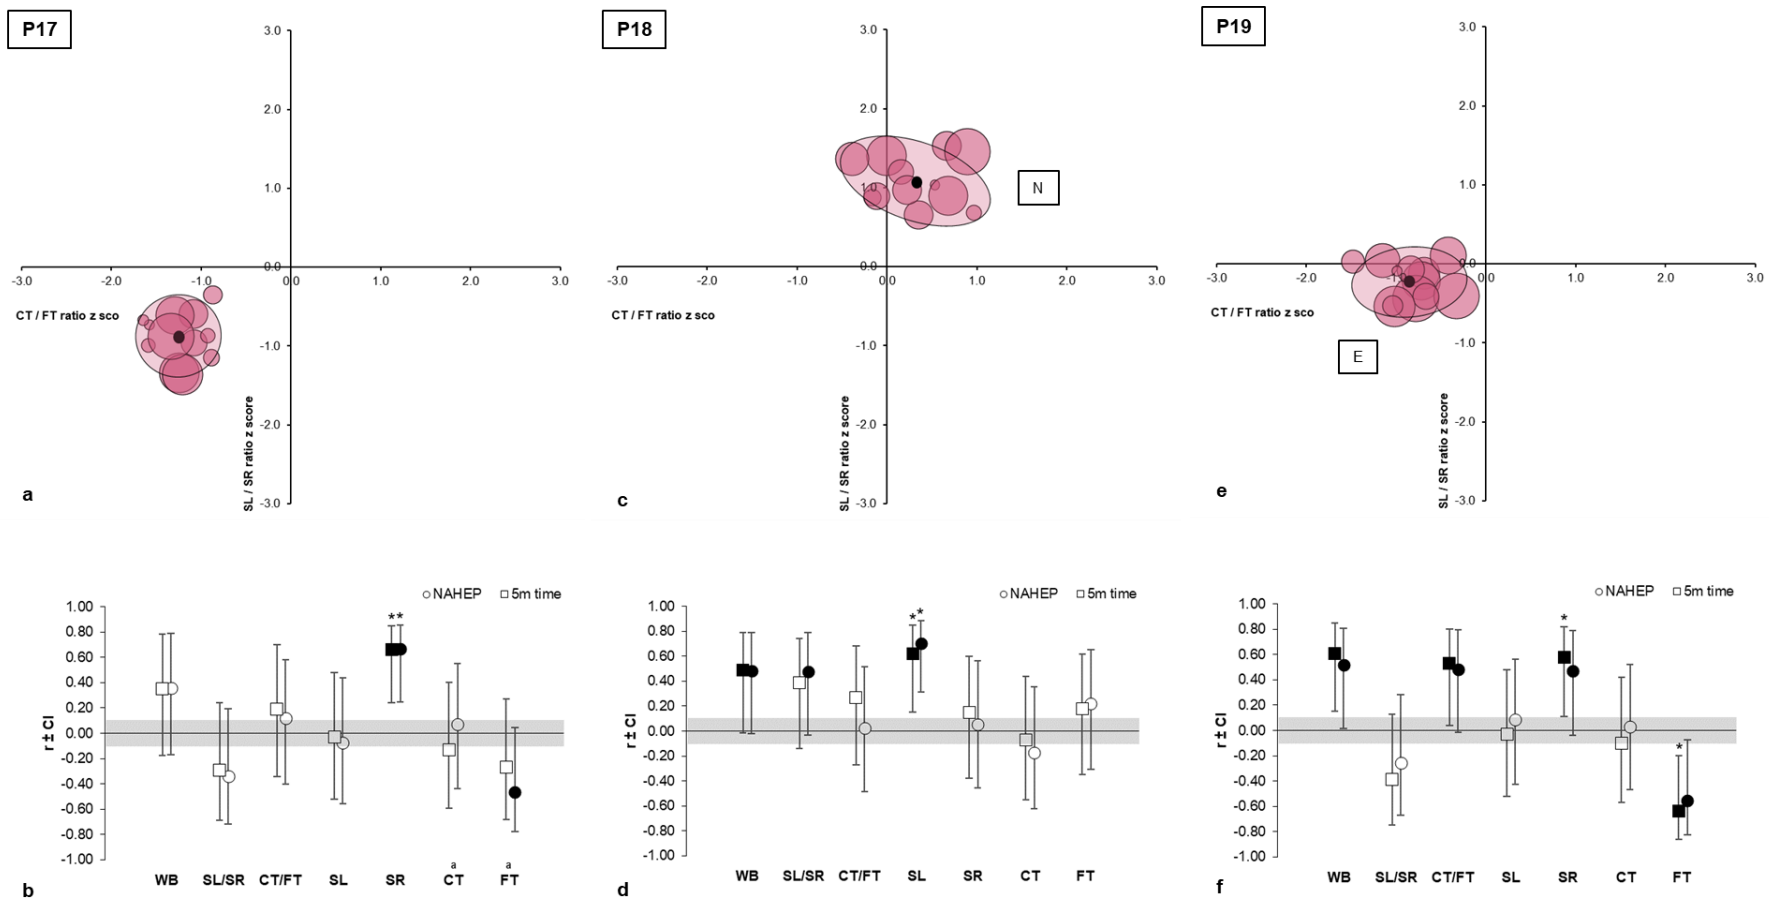 P17
3.0
2.0
1.0
0.0
-3.0 -2.0 -1.0 0.0 1.0 2.0 3.0
CT / FT ratio z sco
-1.0
-2.0
-3.0
SL / SR ratio z score
a
P18
3.0
2.0
1.0
N
0.0
-3.0 -2.0 -1.0 0.0 1.0 2.0 3.0
CT / FT ratio z sco
-1.0
-2.0
-3.0
SL / SR ratio z score
c
P19
3.0
2.0
1.0
0.0
-3.0 -2.0 -1.0 0.0 1.0 2.0 3.0
CT / FT ratio z sco
E
-1.0
-2.0
-3.0
SL / SR ratio z score
e
NAHEP 5m time
1.00
0.80
0.60
0.40
0.20
0.00
-0.20
-0.40
-0.60
-0.80
-1.00
r ± CI
* *
a a
WB SL/SR CT/FT SL SR CT FT
b
NAHEP 5m time
1.00
0.80
0.60
0.40
0.20
0.00
-0.20
-0.40
-0.60
-0.80
-1.00
r ± CI
* *
WB SL/SR CT/FT SL SR CT FT
d
NAHEP 5m time
1.00
0.80
0.60
0.40
0.20
0.00
-0.20
-0.40
-0.60
-0.80
-1.00
r ± CI
*
*
WB SL/SR CT/FT SL SR CT FT
f